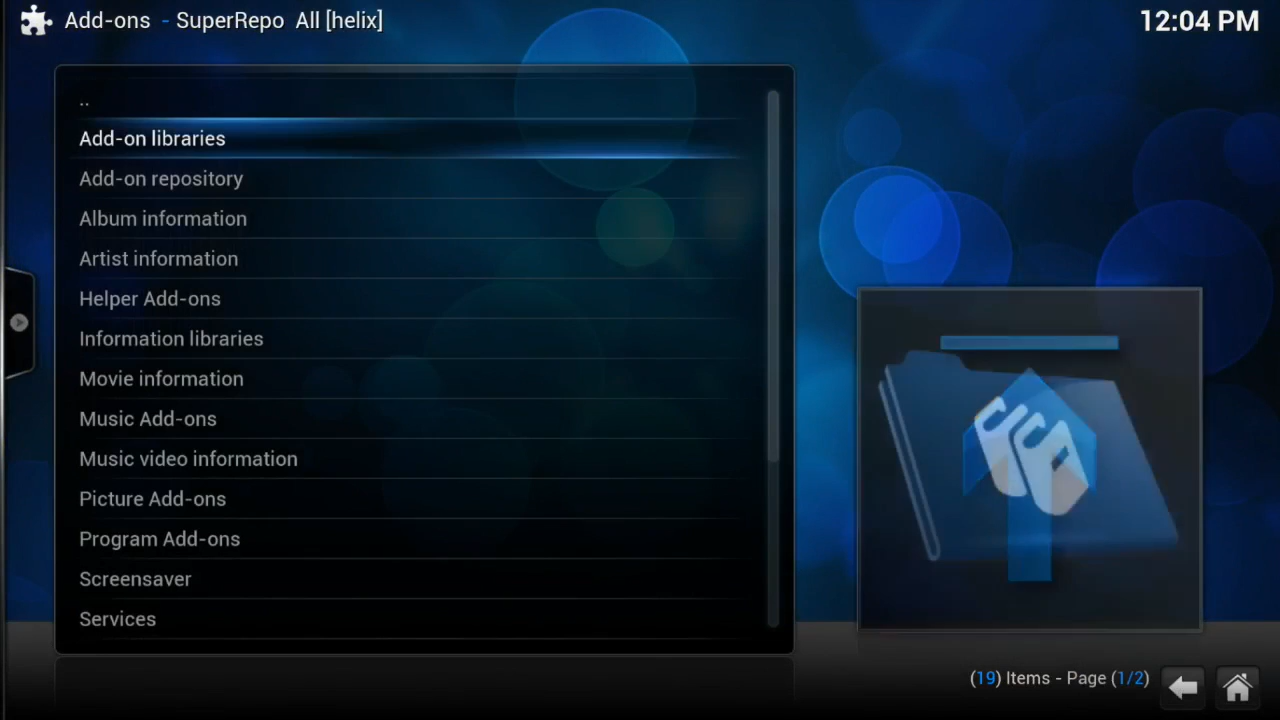 Add-ons - SuperRepo All [helix]
12:04 PM
..
Add-on libraries
Add-on repository
Album information
Artist information
Helper Add-ons
Information libraries
Movie information
Music Add-ons
Music video information
Picture Add-ons
Program Add-ons
Screensaver
Services
(19) Items - Page (1/2)